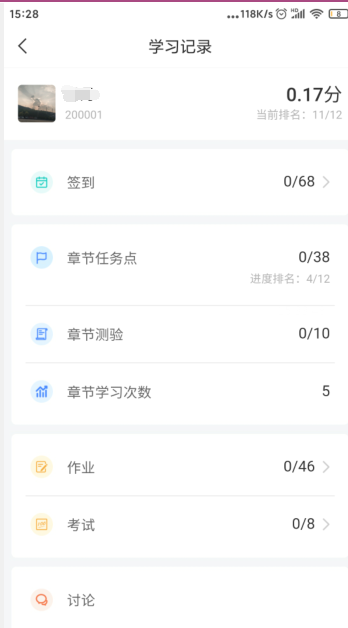 15:28
...118K/s HD 8
学习记录
0.17分
200001
当前排名：11/12
签到
0/68
章节任务点
0/38
进度排名：4/12
章节测验
0/10
章节学习次数
5
作业
0/46
考试
0/8
讨论